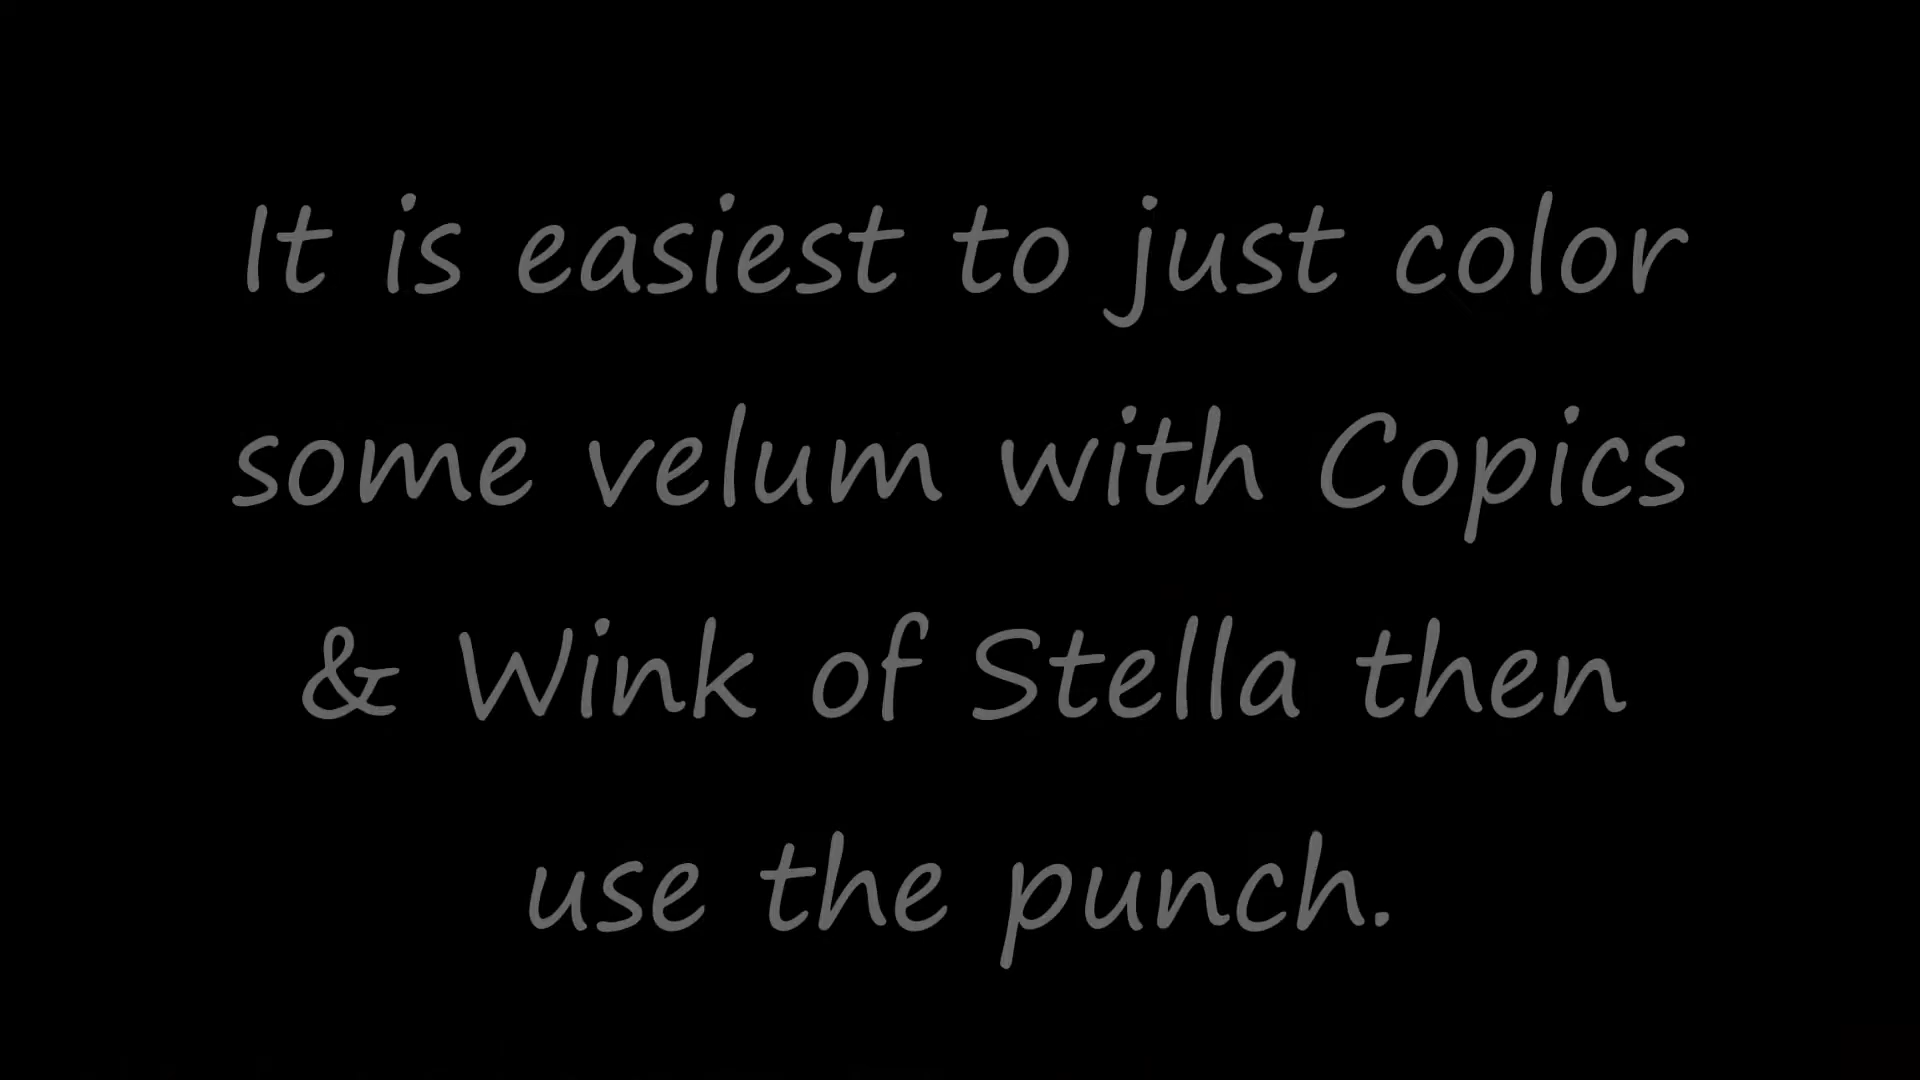 It is easiest to just color
some velum with Copics
& Wink of Stella then
use the punch.